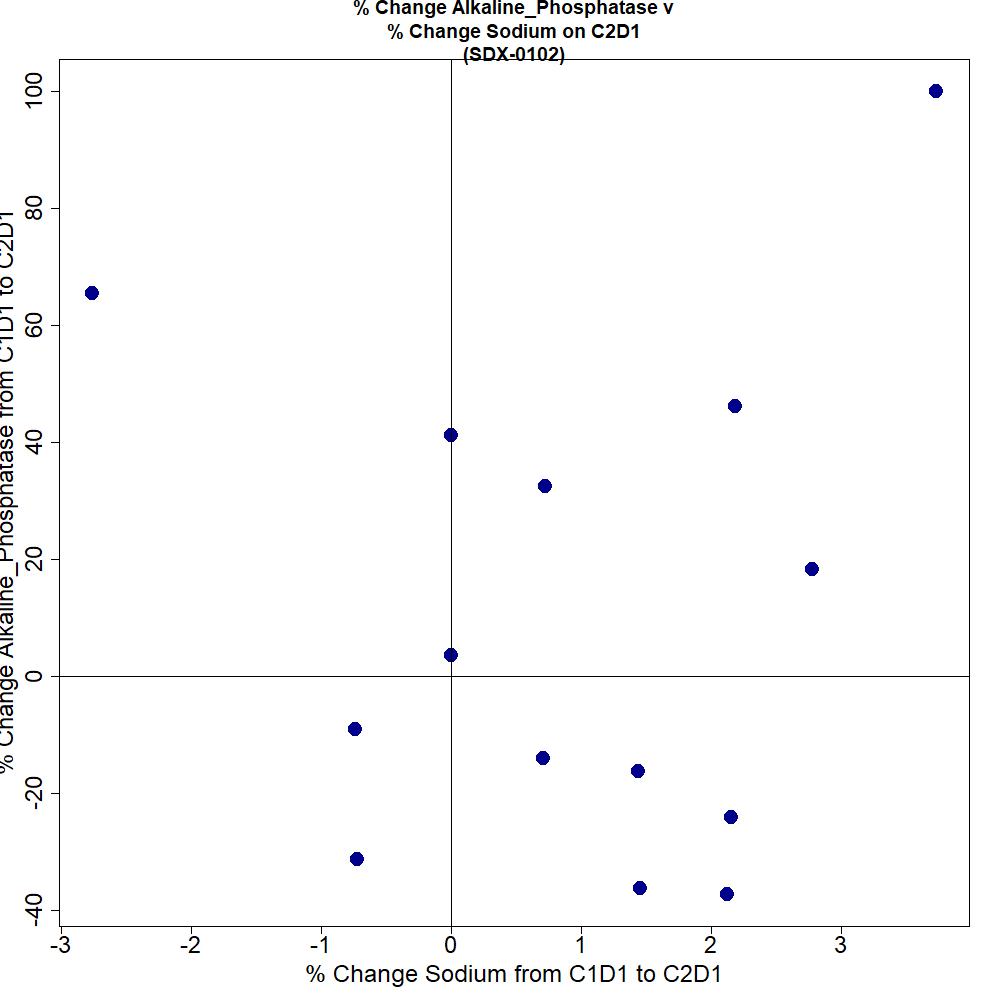 % Change Alkaline_Phosphatase v
% Change Sodium on C2D1
(SDX-0102)
% Change Alkaline_Phosphatase from C1D1 to C2D1
100
80
60
40
20
0
-20
-40
-3 -2 -1 0 1 2 3
% Change Sodium from C1D1 to C2D1